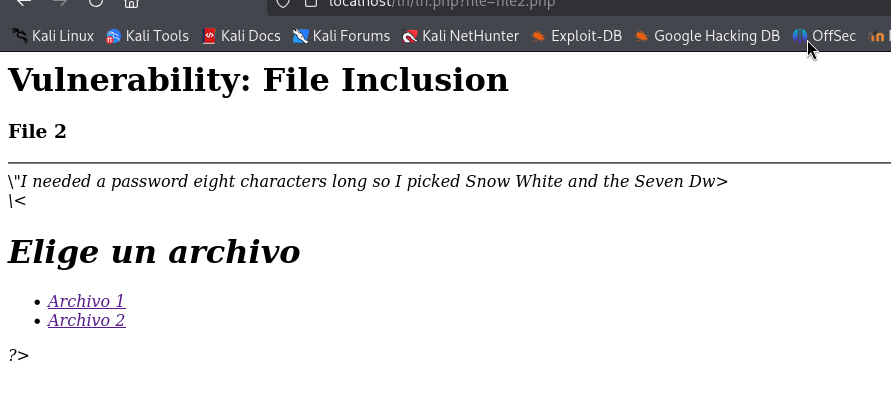 localhost/lfi/lfi.php?file=file2.php
Kali Linux Kali Tools Kali Docs Kali Forums Kali NetHunter Exploit-DB Google Hacking DB OffSec
Vulnerability: File Inclusion
File 2
\"I needed a password eight characters long so I picked Snow White and the Seven Dw>
\<
Elige un archivo
• Archivo 1
• Archivo 2
?>